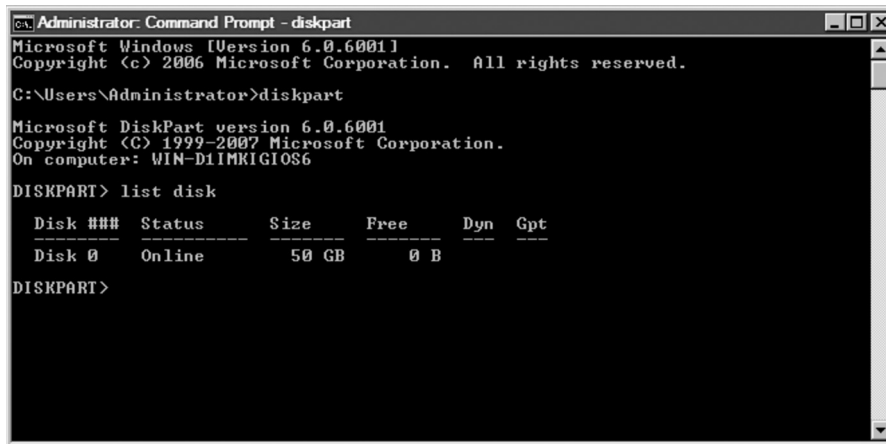 Administrator: Command Prompt - diskpart
Microsoft Windows [Version 6.0.6001]
Copyright (c) 2006 Microsoft Corporation.  All rights reserved.
C:\Users\Administrator>diskpart
Microsoft DiskPart version 6.0.6001
Copyright (C) 1999-2007 Microsoft Corporation.
On computer: WIN-D1IMKIGIOS6
DISKPART> list disk
  Disk ###  Status      Size     Free     Dyn  Gpt
  --------  ----------  -------  -------  ---  ---
  Disk 0    Online        50 GB      0 B
DISKPART>